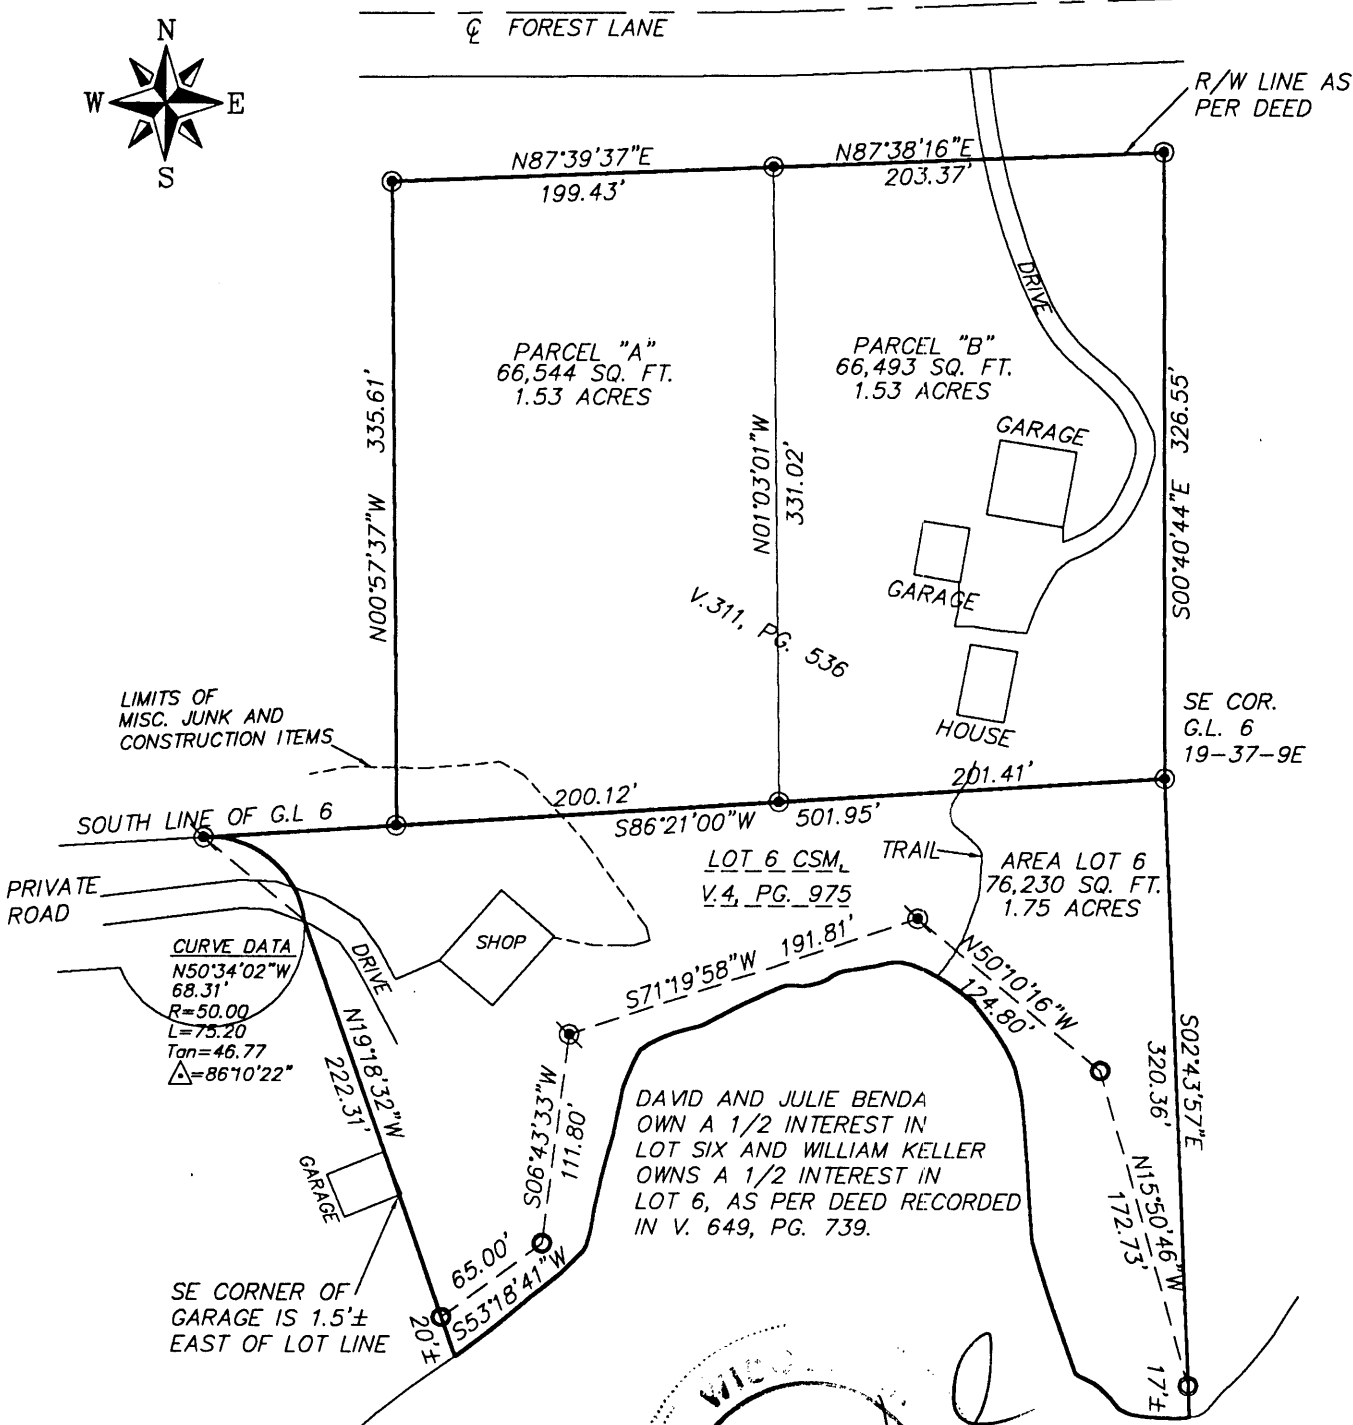 N
W E
S
℄ FOREST LANE
R/W LINE AS
PER DEED
N87°39'37"E
199.43'
N87°38'16"E
203.37'
DRIVE
PARCEL "A"
66,544 SQ. FT.
1.53 ACRES
PARCEL "B"
66,493 SQ. FT.
1.53 ACRES
N00°57'37"W 335.61'
N01°03'01"W
331.02'
S00°40'44"E 326.55'
GARAGE
GARAGE
V.311, PG. 536
HOUSE
LIMITS OF
MISC. JUNK AND
CONSTRUCTION ITEMS
SE COR.
G.L. 6
19-37-9E
SOUTH LINE OF G.L 6
200.12'
201.41'
S86°21'00"W 501.95'
LOT 6 CSM,
V.4, PG. 975
TRAIL
AREA LOT 6
76,230 SQ. FT.
1.75 ACRES
PRIVATE
ROAD
SHOP
DRIVE
CURVE DATA
N50°34'02"W
68.31'
R=50.00
L=75.20
Tan=46.77
△=86°10'22"
S71°19'58"W 191.81'
N50°10'16"W
124.80'
N19°18'32"W
222.31'
S06°43'33"W
111.80'
S02°43'57"E
320.36'
N15°50'46"W
172.73'
DAVID AND JULIE BENDA
OWN A 1/2 INTEREST IN
LOT SIX AND WILLIAM KELLER
OWNS A 1/2 INTEREST IN
LOT 6, AS PER DEED RECORDED
IN V. 649, PG. 739.
GARAGE
SE CORNER OF
GARAGE IS 1.5'±
EAST OF LOT LINE
65.00'
S53°18'41"W
20'±
17'±